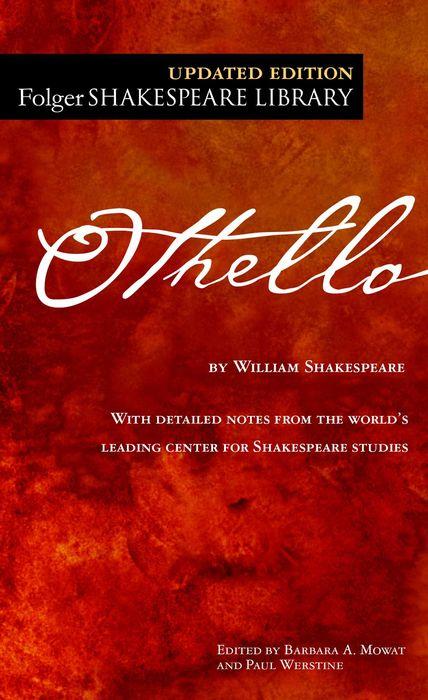 UPDATED EDITION
Folger SHAKESPEARE LIBRARY
Othello
BY WILLIAM SHAKESPEARE
WITH DETAILED NOTES FROM THE WORLD'S
LEADING CENTER FOR SHAKESPEARE STUDIES
EDITED BY BARBARA A. MOWAT
AND PAUL WERSTINE